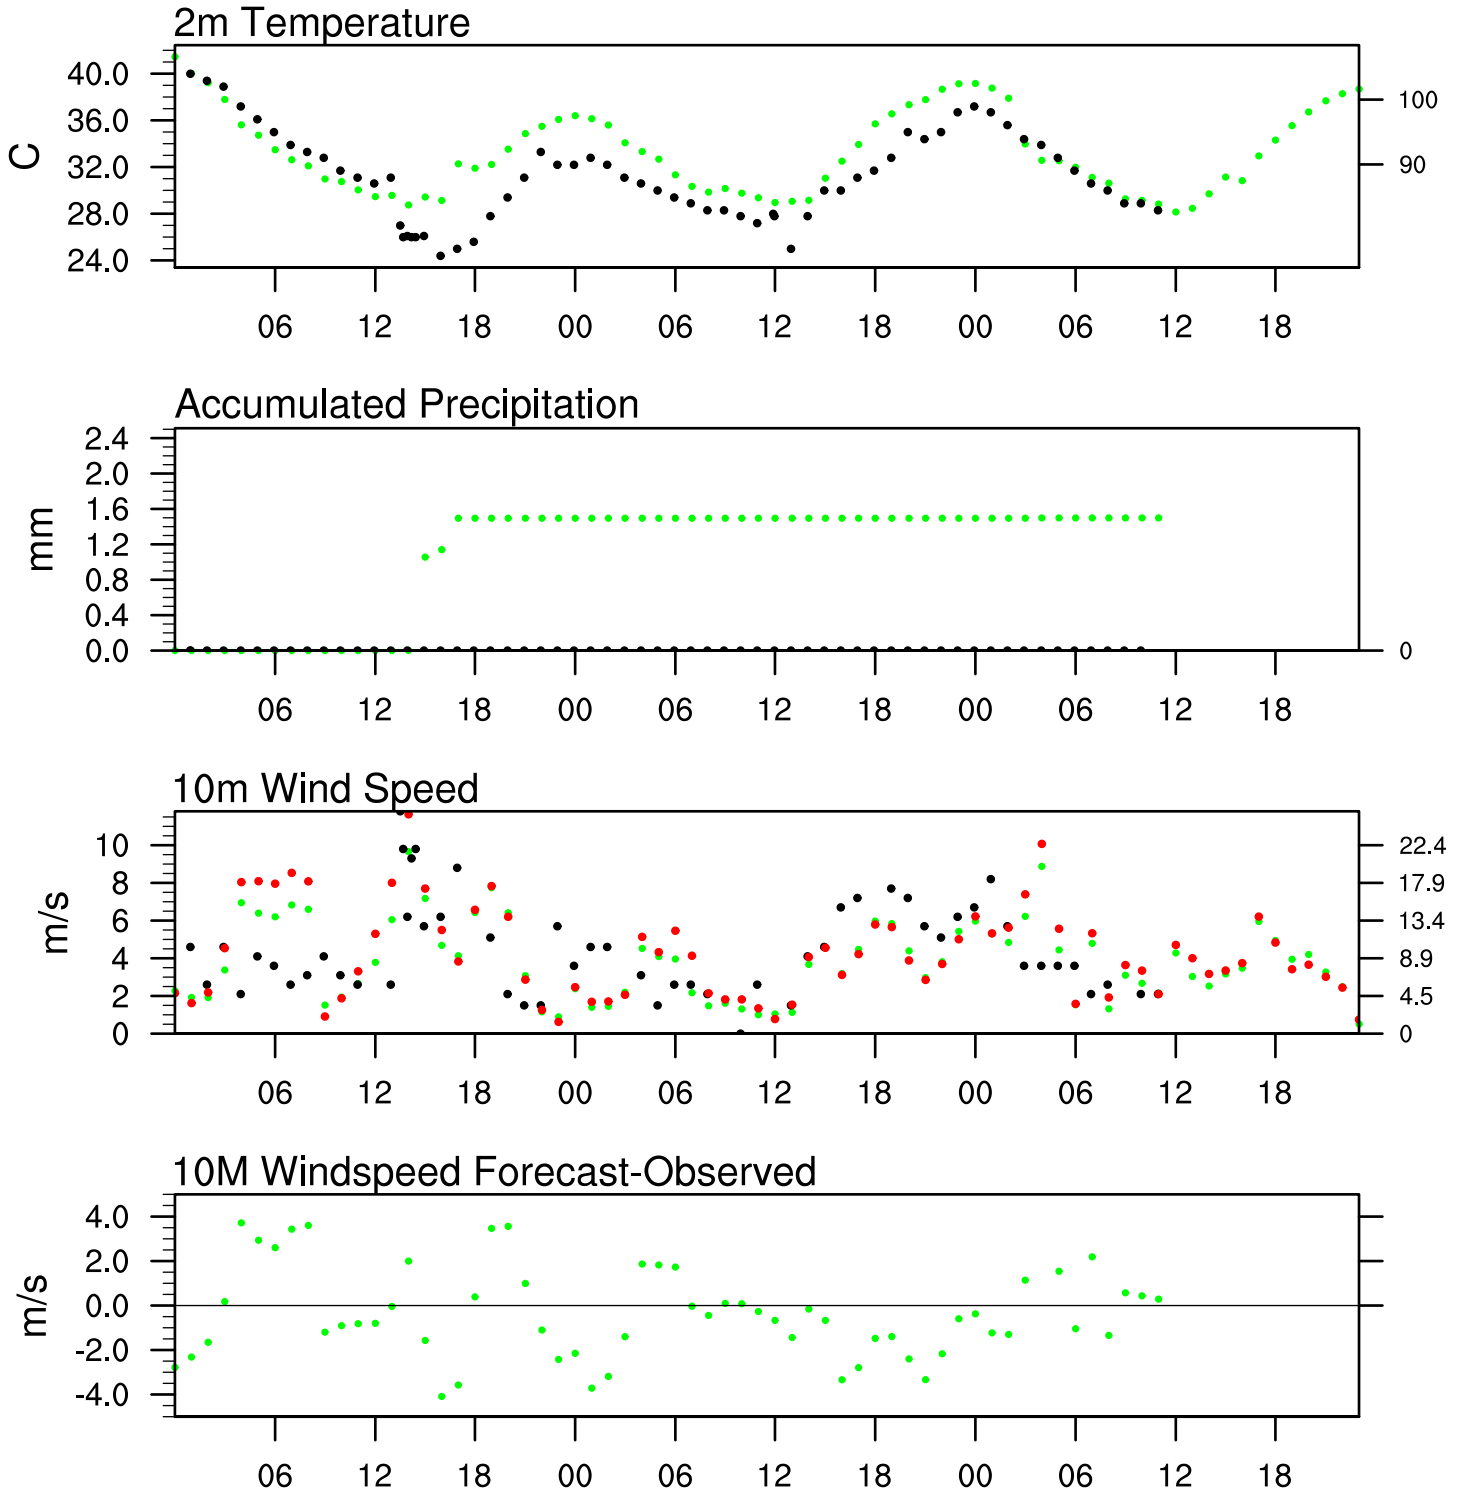 2m Temperature
40.0
36.0
32.0
28.0
24.0
C
100
90
06 12 18 00 06 12 18 00 06 12 18
Accumulated Precipitation
2.4
2.0
1.6
1.2
0.8
0.4
0.0
mm
0
06 12 18 00 06 12 18 00 06 12 18
10m Wind Speed
10
8
6
4
2
0
m/s
22.4
17.9
13.4
8.9
4.5
0
06 12 18 00 06 12 18 00 06 12 18
10M Windspeed Forecast-Observed
4.0
2.0
0.0
-2.0
-4.0
m/s
06 12 18 00 06 12 18 00 06 12 18